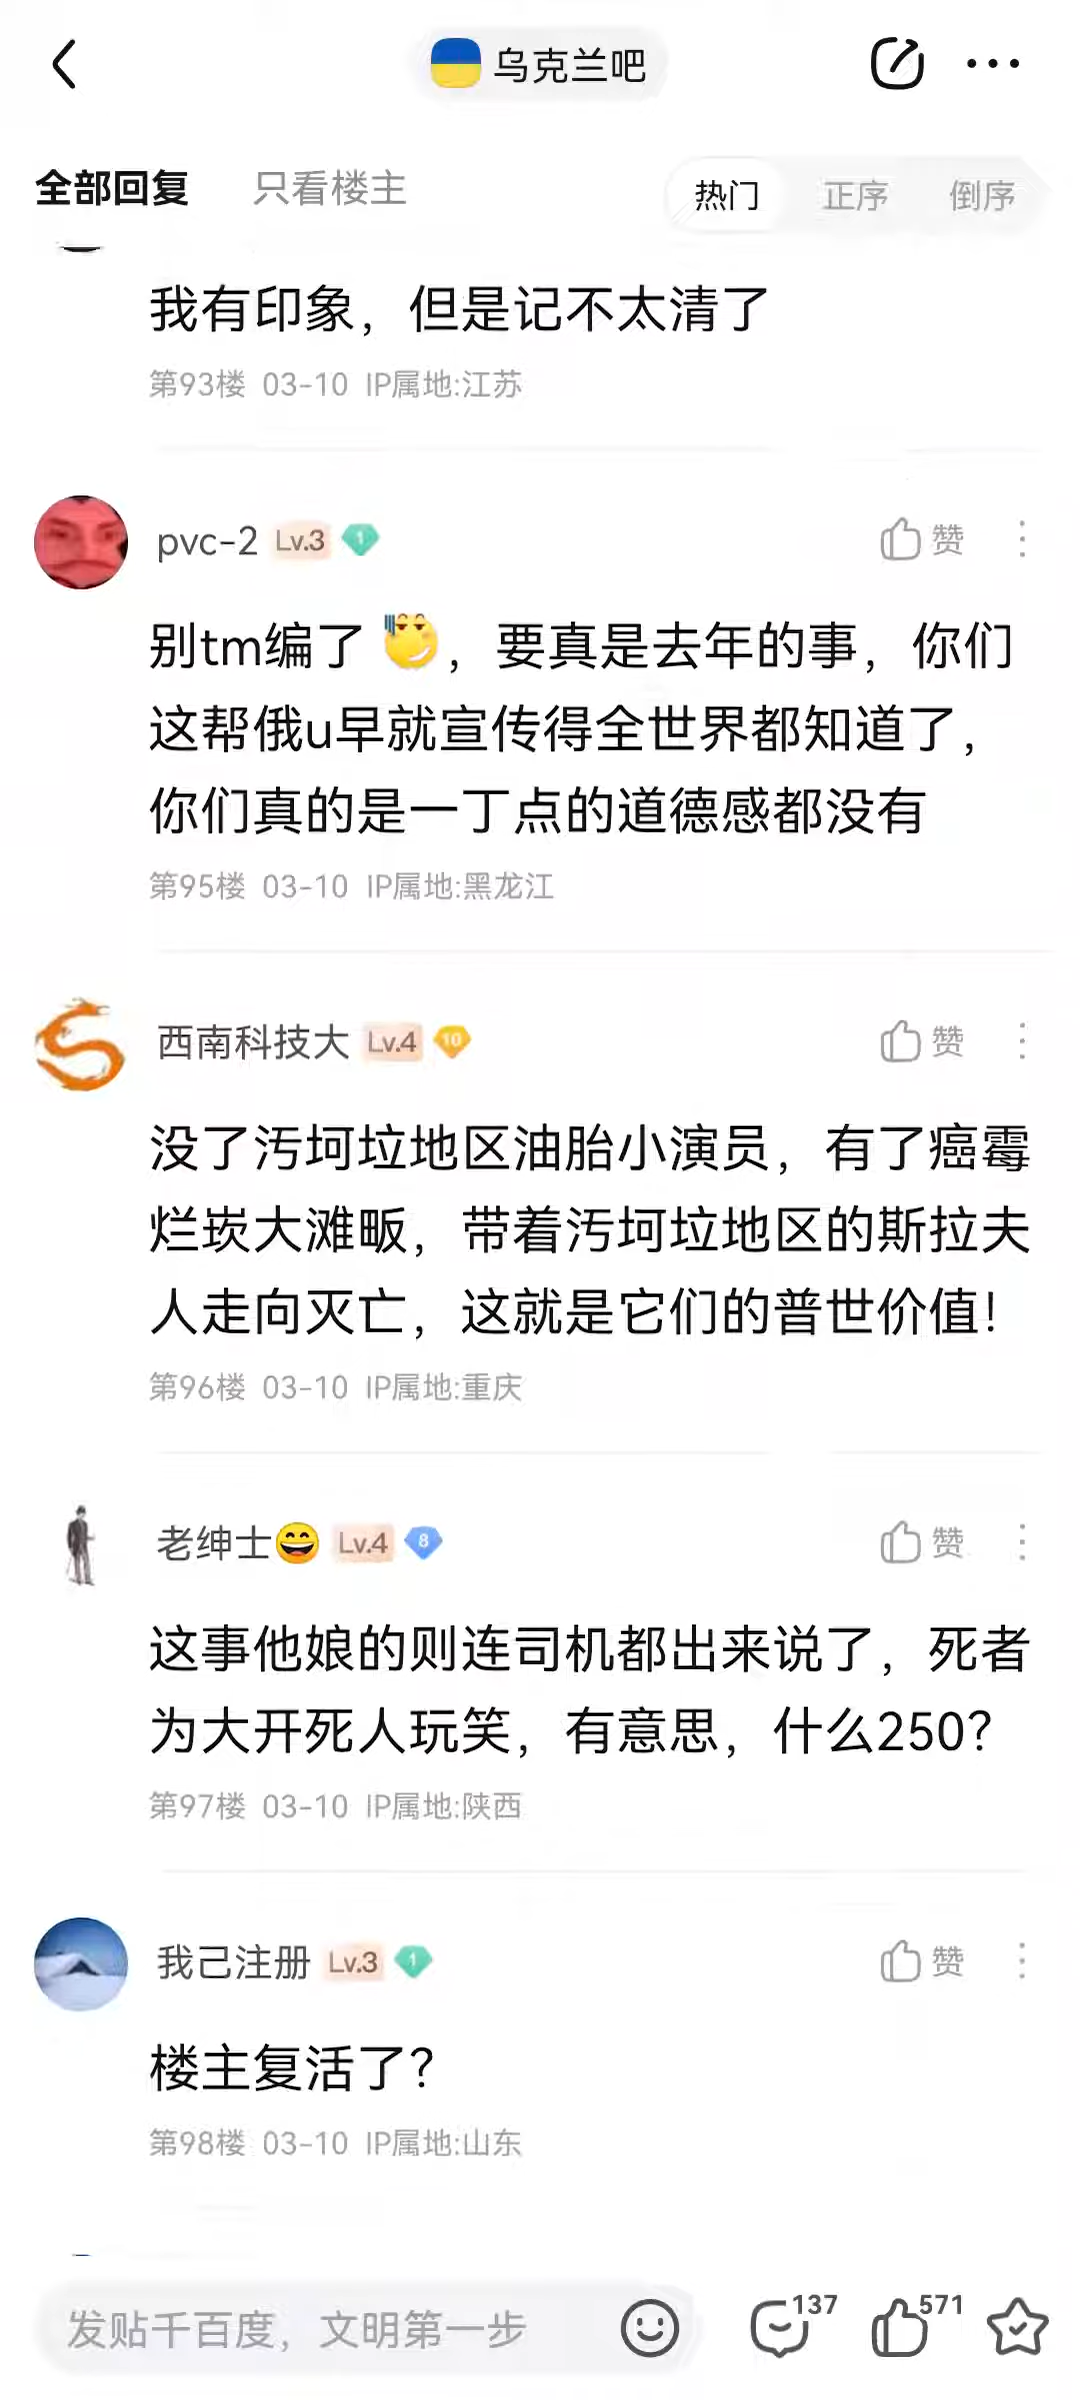 乌克兰吧
全部回复 只看楼主 热门 正序 倒序
我有印象，但是记不太清了
第93楼 03-10 IP属地:江苏
pvc-2 Lv.3 1 赞
别tm编了，要真是去年的事，你们
这帮俄u早就宣传得全世界都知道了，
你们真的是一丁点的道德感都没有
第95楼 03-10 IP属地:黑龙江
西南科技大 Lv.4 10 赞
没了污坷垃地区油胎小演员，有了癌霉
烂崁大滩畈，带着污坷垃地区的斯拉夫
人走向灭亡，这就是它们的普世价值！
第96楼 03-10 IP属地:重庆
老绅士😄 Lv.4 8 赞
这事他娘的则连司机都出来说了，死者
为大开死人玩笑，有意思，什么250？
第97楼 03-10 IP属地:陕西
我己注册 Lv.3 1 赞
楼主复活了？
第98楼 03-10 IP属地:山东
发贴千百度，文明第一步 137 571